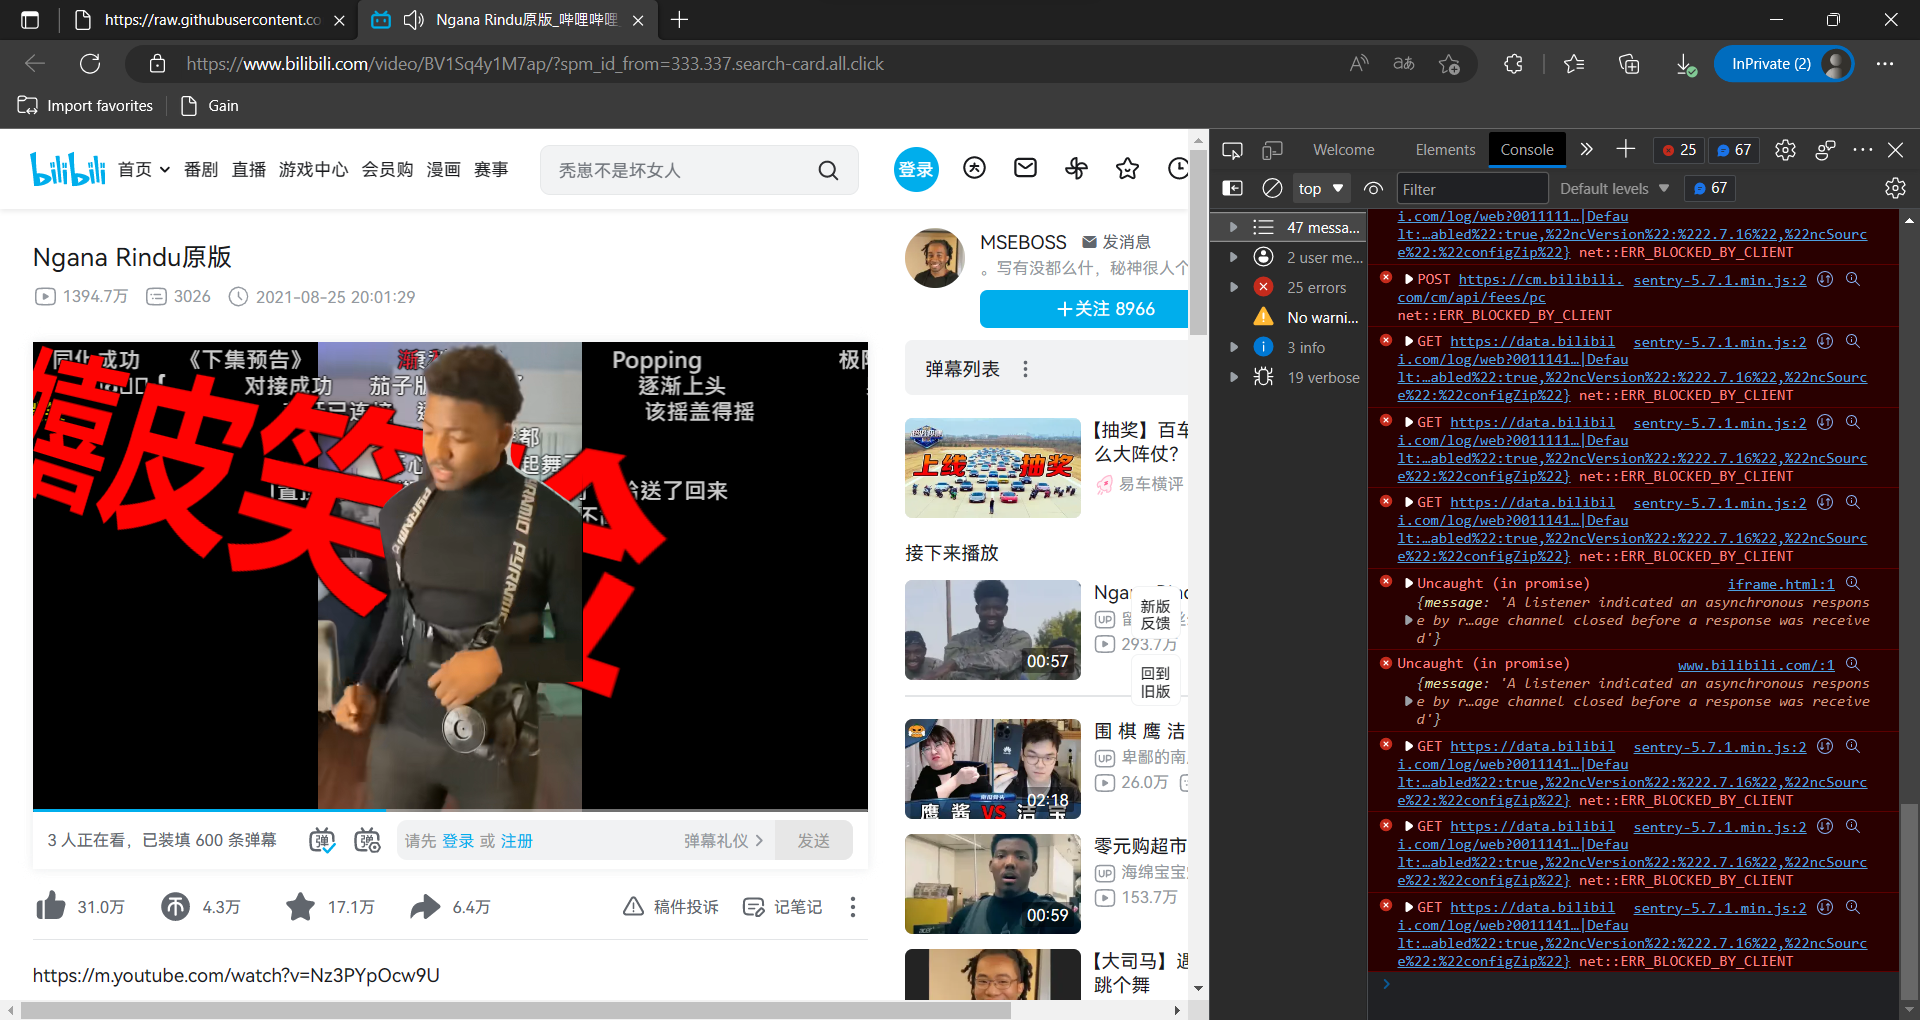 https://raw.githubusercontent.co
Ngana Rindu原版_哔哩哔哩
https://www.bilibili.com/video/BV1Sq4y1M7ap/?spm_id_from=333.337.search-card.all.click
InPrivate (2)
Import favorites
Gain
bilibili
首页
番剧
直播
游戏中心
会员购
漫画
赛事
秃崽不是坏女人
登录
Ngana Rindu原版
1394.7万
3026
2021-08-25 20:01:29
同化成功
《下集预告》
Popping
对接成功
逐渐上头
该摇盖得摇
给送了回来
嘻皮笑
3 人正在看，已装填 600 条弹幕
请先 登录 或 注册
弹幕礼仪
发送
31.0万
4.3万
17.1万
6.4万
稿件投诉
记笔记
https://m.youtube.com/watch?v=Nz3PYpOcw9U
MSEBOSS
发消息
。写有没都么什，秘神很人个
+关注 8966
弹幕列表
上线
抽奖
【抽奖】百车
么大阵仗?
易车横评
接下来播放
00:57
293.7万
新版
反馈
回到
旧版
鹰酱 VS 洁宝
02:18
围 棋 鹰 洁
UP
卑鄙的南
26.0万
00:59
零元购超市
UP
海绵宝宝
153.7万
【大司马】遇
跳个舞
Welcome
Elements
Console
25
67
top
Filter
Default levels
67
47 messa...
2 user me...
25 errors
No warni...
3 info
19 verbose
i.com/log/web?0011111…|Defau
lt:…abled%22:true,%22ncVersion%22:%222.7.16%22,%22ncSourc
e%22:%22configZip%22} net::ERR_BLOCKED_BY_CLIENT
POST https://cm.bilibili. sentry-5.7.1.min.js:2
com/cm/api/fees/pc
net::ERR_BLOCKED_BY_CLIENT
GET https://data.bilibil sentry-5.7.1.min.js:2
i.com/log/web?0011141…|Defau
lt:…abled%22:true,%22ncVersion%22:%222.7.16%22,%22ncSourc
e%22:%22configZip%22} net::ERR_BLOCKED_BY_CLIENT
GET https://data.bilibil sentry-5.7.1.min.js:2
i.com/log/web?0011111…|Defau
lt:…abled%22:true,%22ncVersion%22:%222.7.16%22,%22ncSourc
e%22:%22configZip%22} net::ERR_BLOCKED_BY_CLIENT
GET https://data.bilibil sentry-5.7.1.min.js:2
i.com/log/web?0011141…|Defau
lt:…abled%22:true,%22ncVersion%22:%222.7.16%22,%22ncSourc
e%22:%22configZip%22} net::ERR_BLOCKED_BY_CLIENT
Uncaught (in promise) iframe.html:1
{message: 'A listener indicated an asynchronous respons
e by r…age channel closed before a response was receive
d'}
Uncaught (in promise) www.bilibili.com/:1
{message: 'A listener indicated an asynchronous respons
e by r…age channel closed before a response was receive
d'}
GET https://data.bilibil sentry-5.7.1.min.js:2
i.com/log/web?0011141…|Defau
lt:…abled%22:true,%22ncVersion%22:%222.7.16%22,%22ncSourc
e%22:%22configZip%22} net::ERR_BLOCKED_BY_CLIENT
GET https://data.bilibil sentry-5.7.1.min.js:2
i.com/log/web?0011141…|Defau
lt:…abled%22:true,%22ncVersion%22:%222.7.16%22,%22ncSourc
e%22:%22configZip%22} net::ERR_BLOCKED_BY_CLIENT
GET https://data.bilibil sentry-5.7.1.min.js:2
i.com/log/web?0011141…|Defau
lt:…abled%22:true,%22ncVersion%22:%222.7.16%22,%22ncSourc
e%22:%22configZip%22} net::ERR_BLOCKED_BY_CLIENT